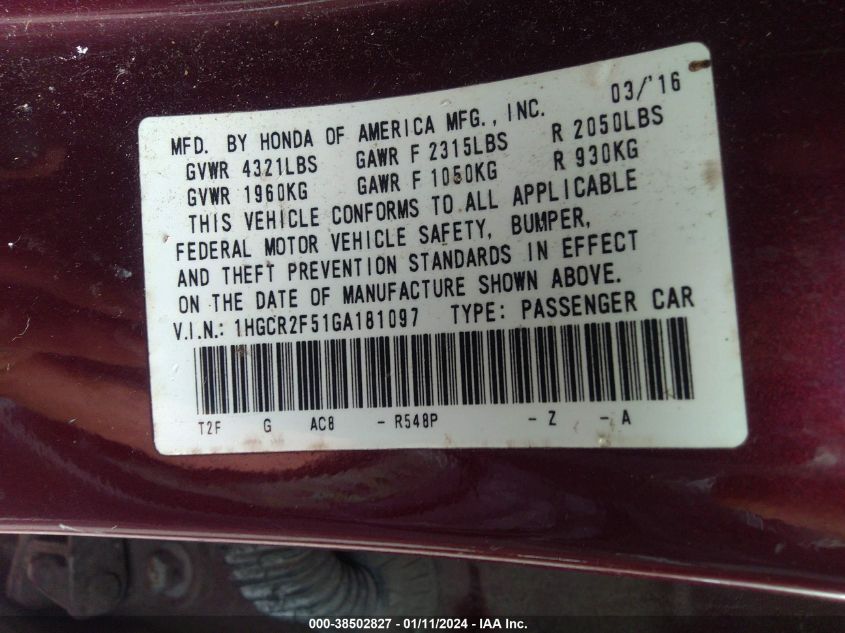 MFD. BY HONDA OF AMERICA MFG., INC. 03/'16
GVWR 4321LBS GAWR F 2315LBS R 2050LBS
GVWR 1960KG GAWR F 1050KG R 930KG
THIS VEHICLE CONFORMS TO ALL APPLICABLE
FEDERAL MOTOR VEHICLE SAFETY, BUMPER,
AND THEFT PREVENTION STANDARDS IN EFFECT
ON THE DATE OF MANUFACTURE SHOWN ABOVE.
V.I.N.: 1HGCR2F51GA181097 TYPE: PASSENGER CAR
T2F G AC8 - R548P - Z - A
000-38502827 - 01/11/2024 - IAA Inc.